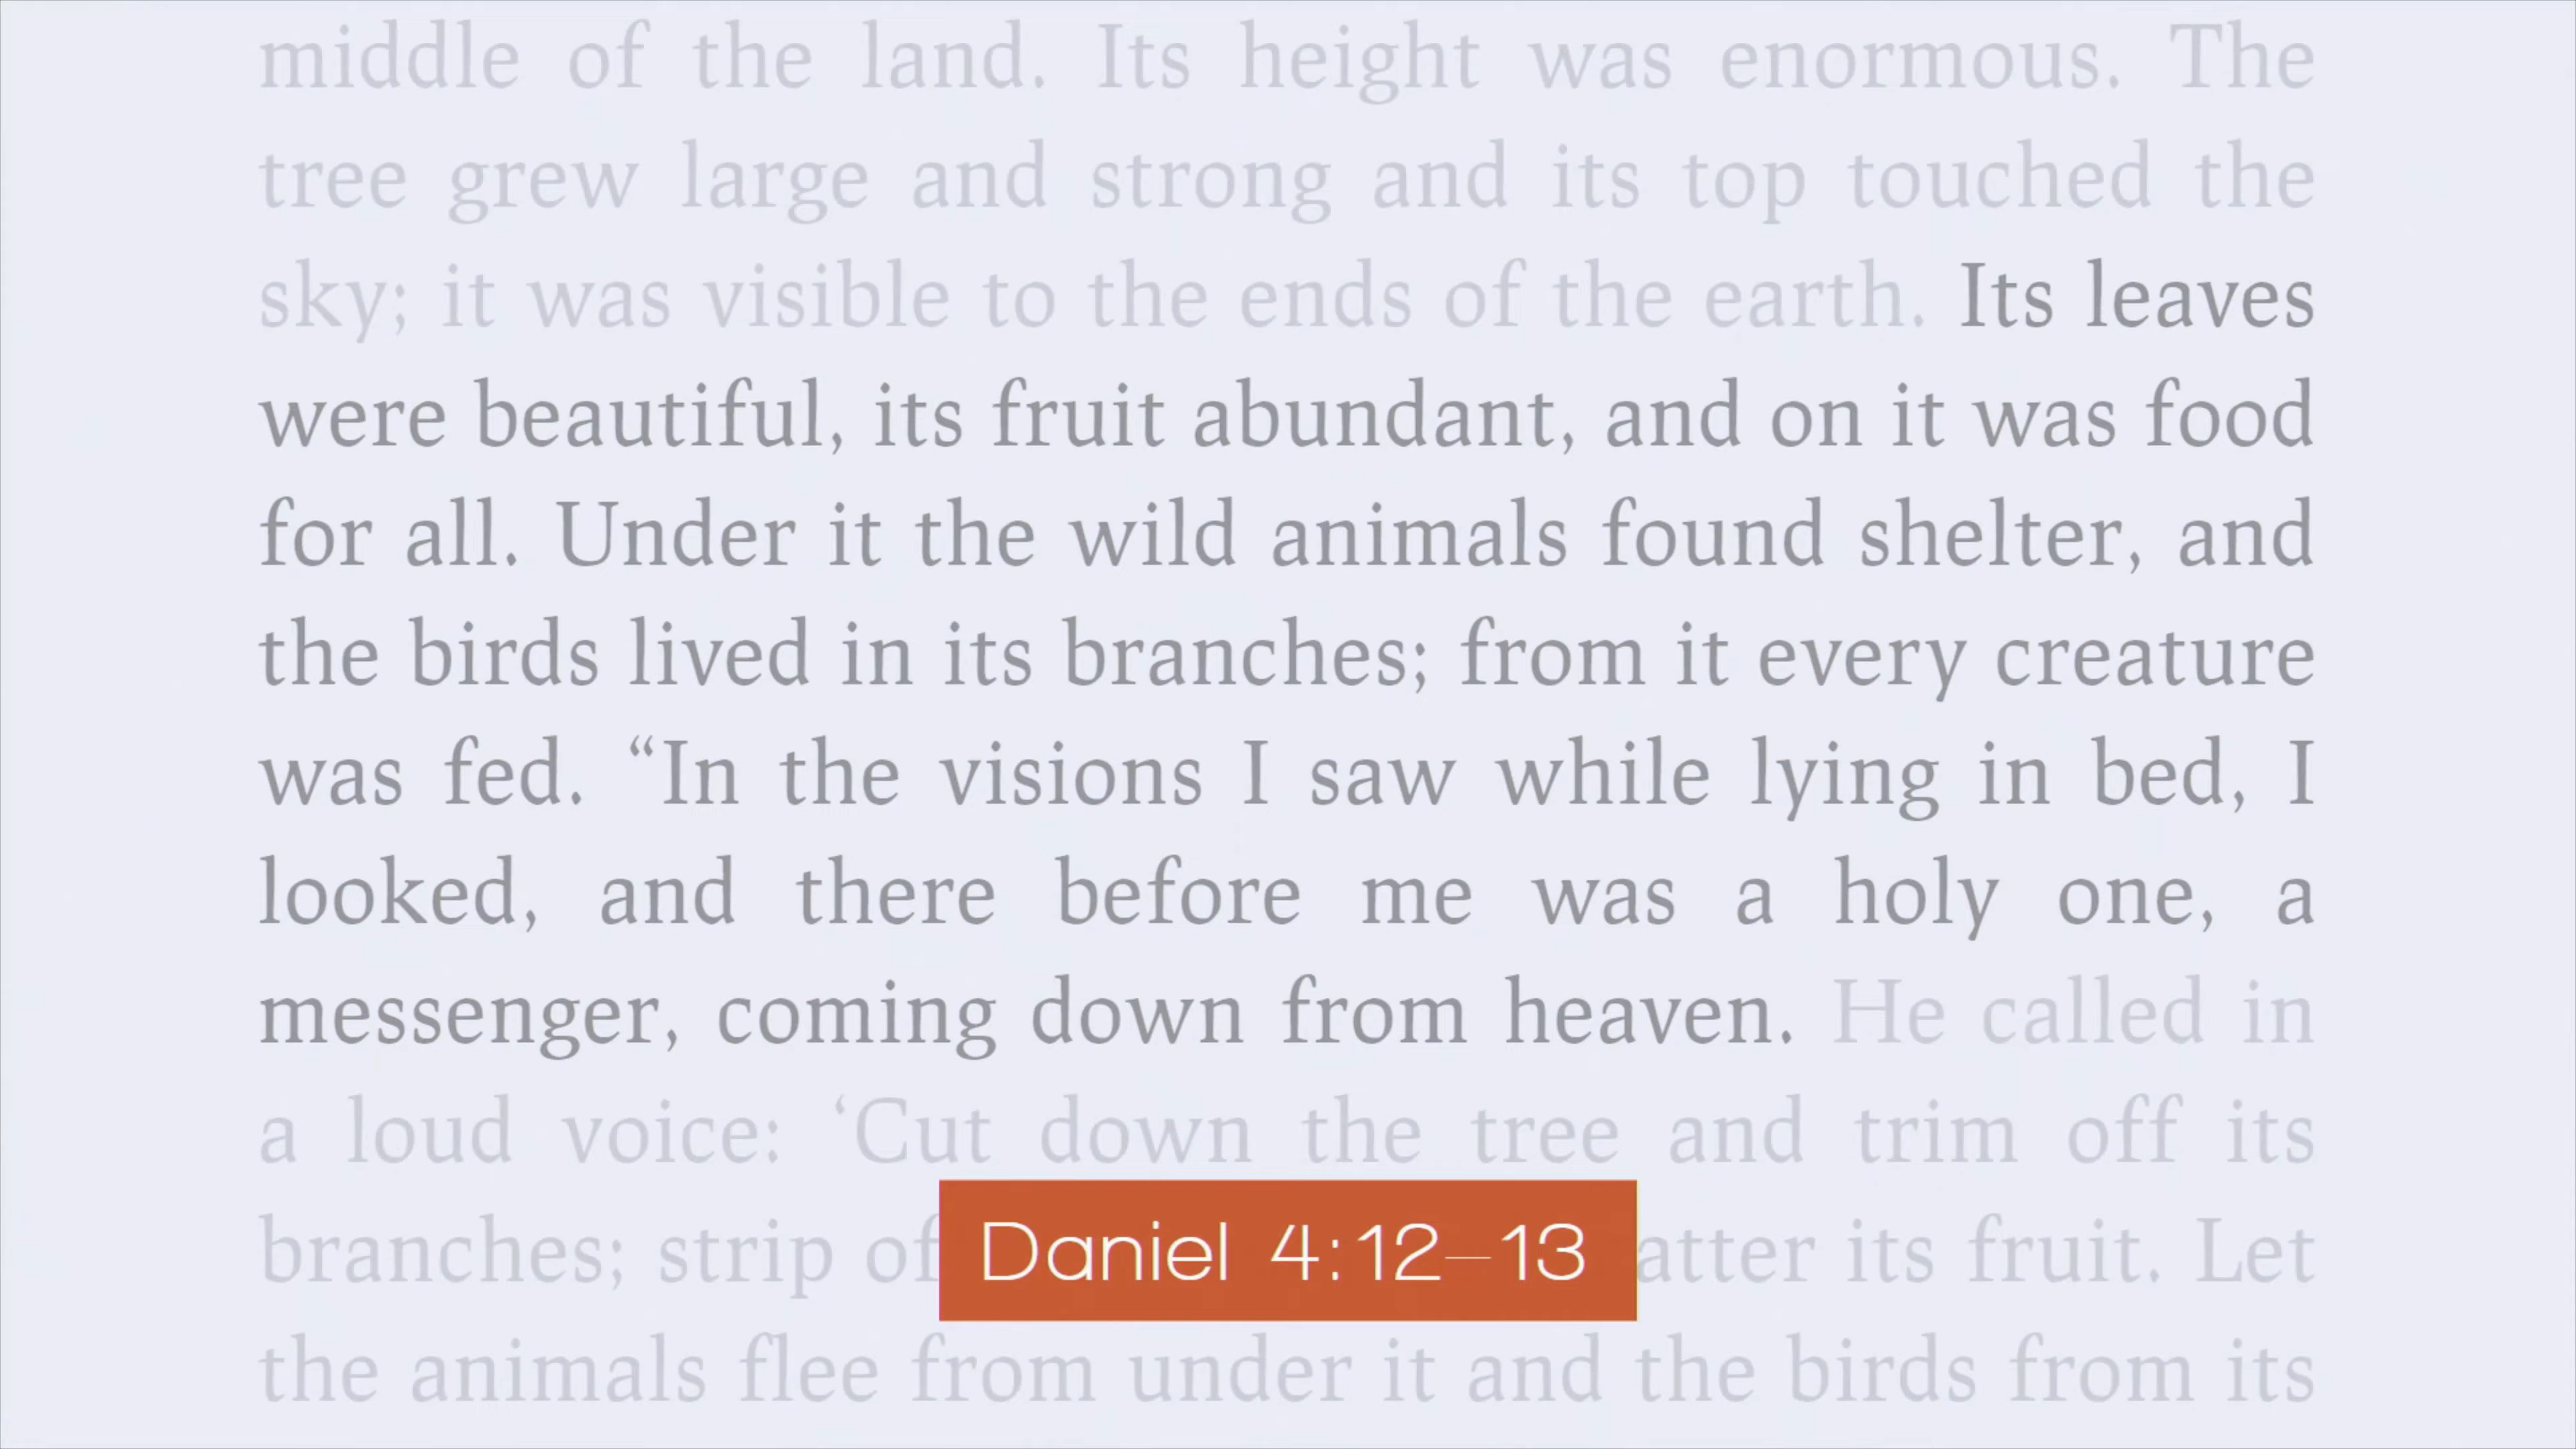 middle of the land. Its height was enormous. The
tree grew large and strong and its top touched the
sky; it was visible to the ends of the earth. Its leaves
were beautiful, its fruit abundant, and on it was food
for all. Under it the wild animals found shelter, and
the birds lived in its branches; from it every creature
was fed. “In the visions I saw while lying in bed, I
looked, and there before me was a holy one, a
messenger, coming down from heaven. He called in
a loud voice: ‘Cut down the tree and trim off its
branches; strip its fruit. Let
Daniel 4:12–13
the animals flee from under it and the birds from its